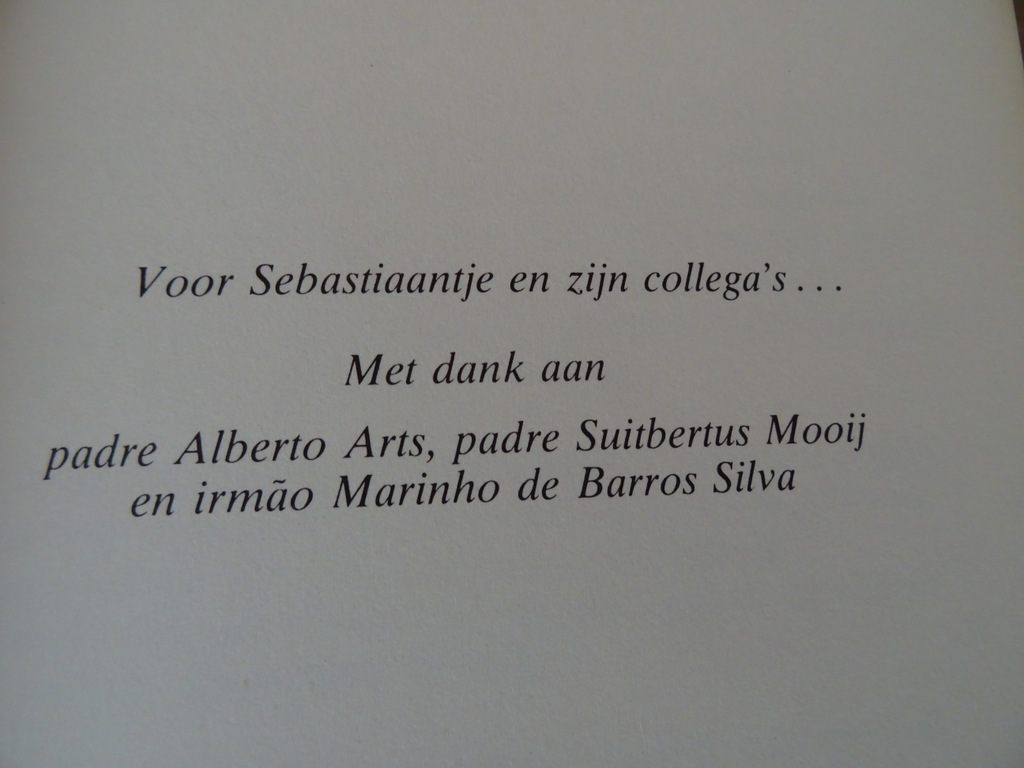 Voor Sebastiaantje en zijn collega's...
Met dank aan
padre Alberto Arts, padre Suitbertus Mooij
en irmão Marinho de Barros Silva